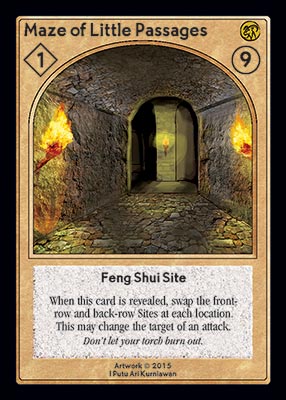 Maze of Little Passages
1
9
Feng Shui Site
When this card is revealed, swap the front-
row and back-row Sites at each location.
This may change the target of an attack.
Don't let your torch burn out.
Artwork © 2015
I Putu Ari Kurniawan